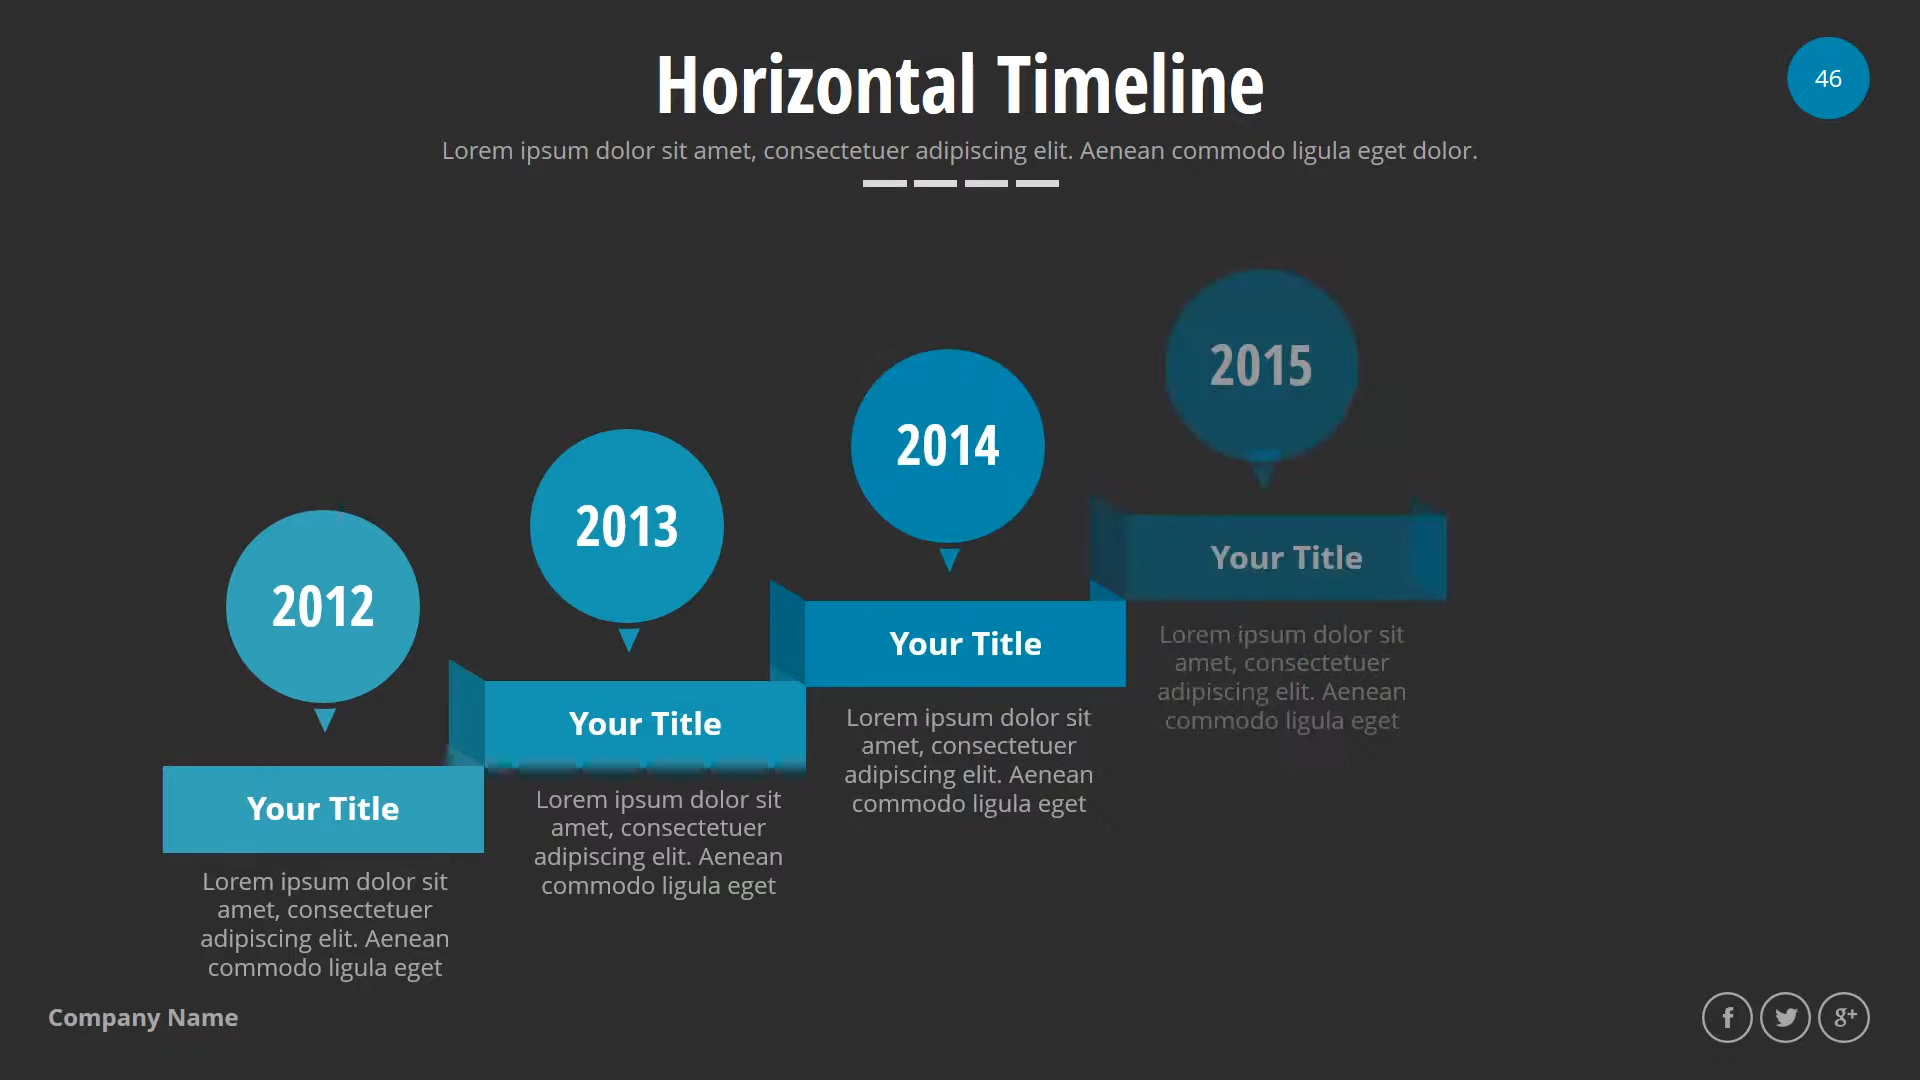 Horizontal Timeline
46
Lorem ipsum dolor sit amet, consectetuer adipiscing elit. Aenean commodo ligula eget dolor.
2012
Your Title
Lorem ipsum dolor sit
amet, consectetuer
adipiscing elit. Aenean
commodo ligula eget
2013
Your Title
Lorem ipsum dolor sit
amet, consectetuer
adipiscing elit. Aenean
commodo ligula eget
2014
Your Title
Lorem ipsum dolor sit
amet, consectetuer
adipiscing elit. Aenean
commodo ligula eget
2015
Your Title
Lorem ipsum dolor sit
amet, consectetuer
adipiscing elit. Aenean
commodo ligula eget
Company Name
f
g+